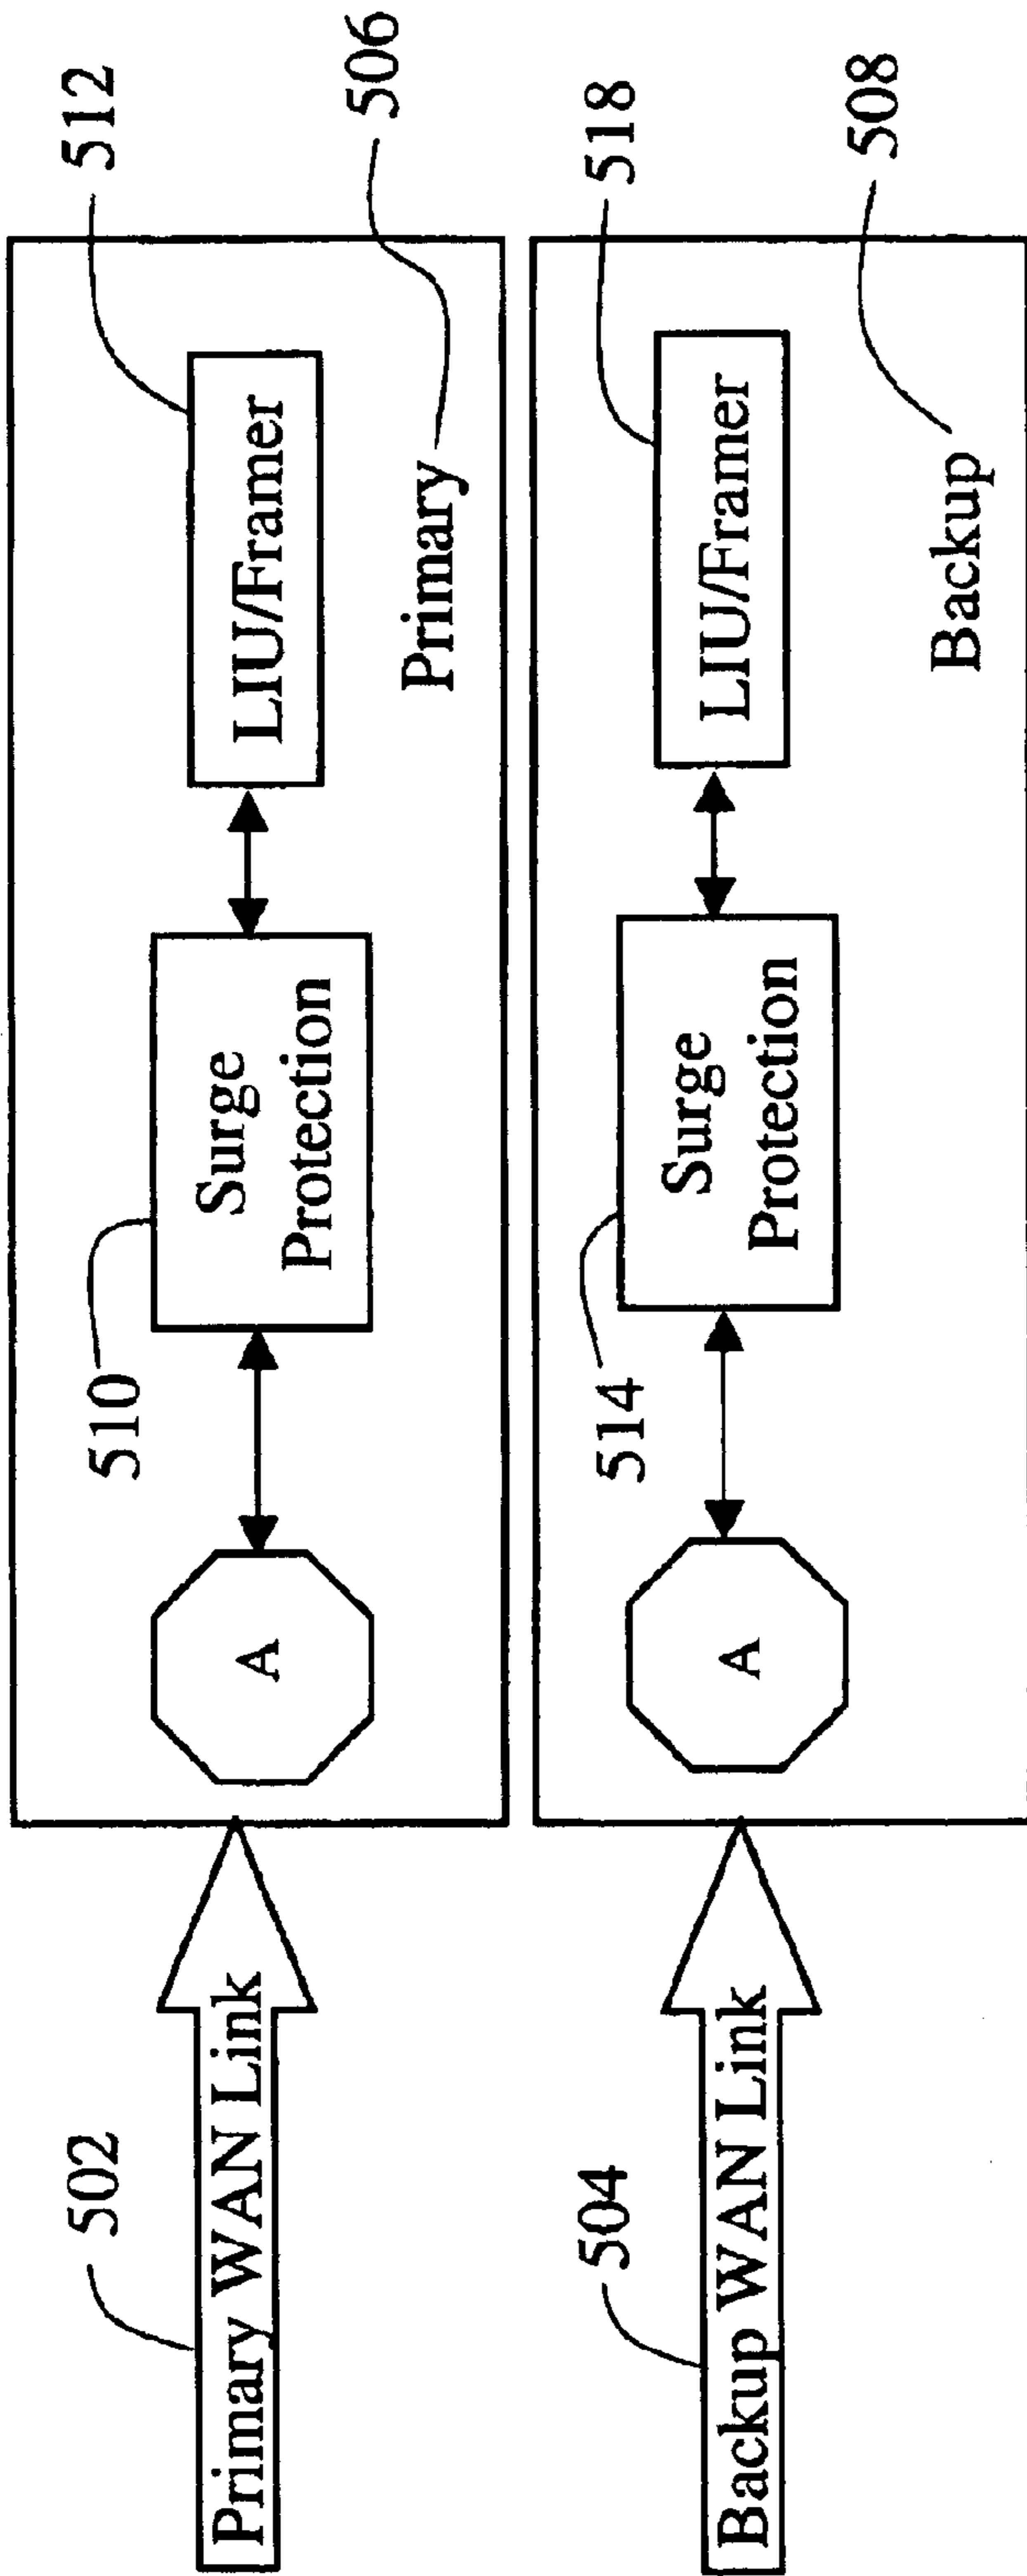 502
Primary WAN Link
A
510
Surge
Protection
512
LIU/Framer
Primary
506
504
Backup WAN Link
A
514
Surge
Protection
518
LIU/Framer
Backup
508